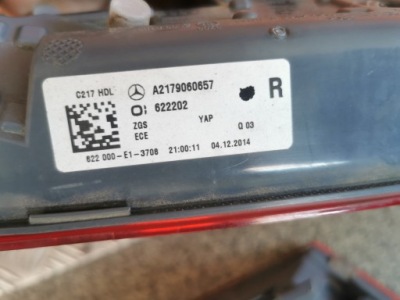 C217 HDL A2179060657 R
622202
ZGS YAP Q 03
ECE
622 000-E1-3708 21:00:11 04.12.2014